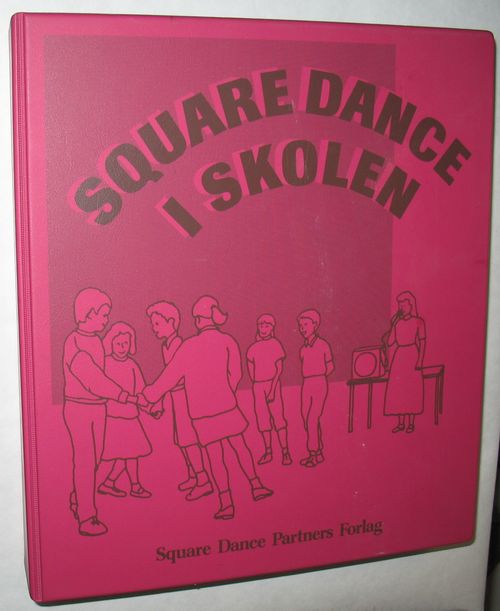 SQUARE DANCE
I SKOLEN
Square Dance Partners Forlag